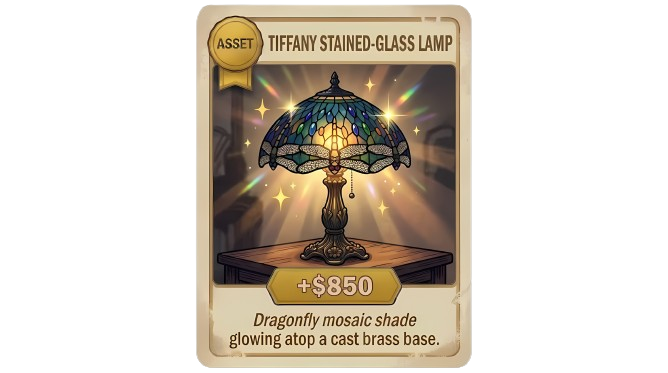 ASSET
TIFFANY STAINED-GLASS LAMP
+$850
Dragonfly mosaic shade
glowing atop a cast brass base.